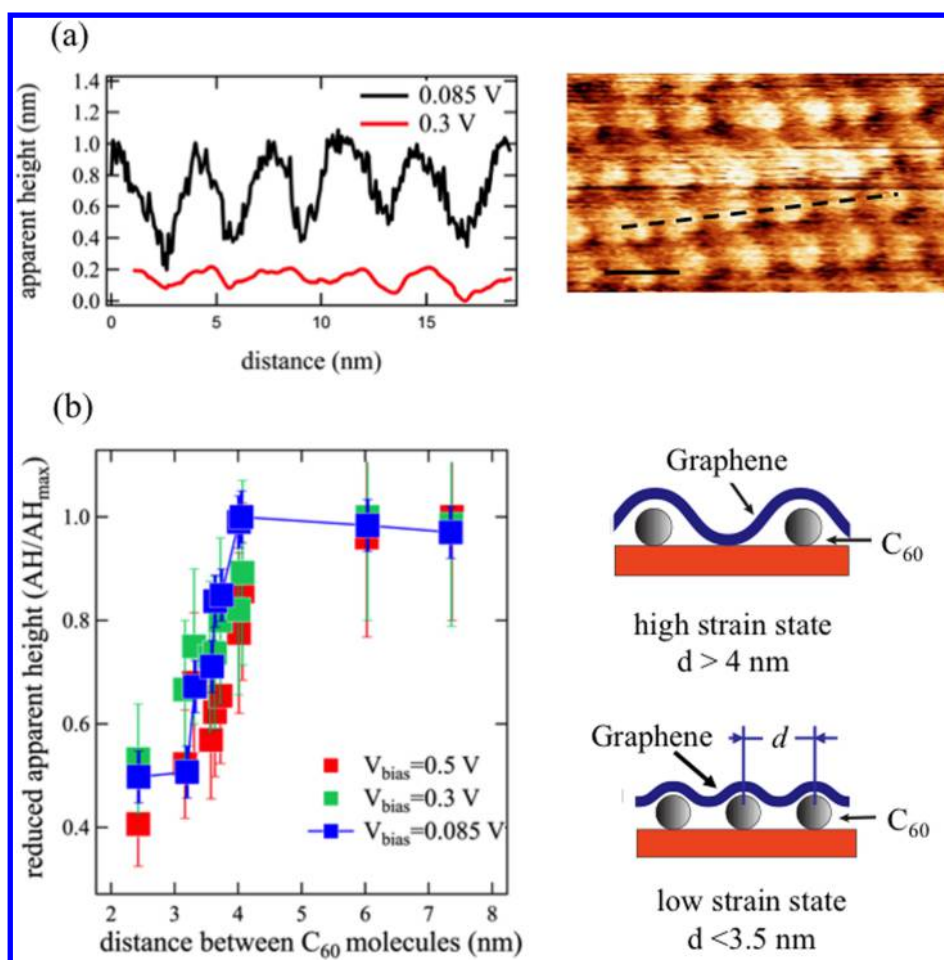 (a)
apparent height (nm)
1.4
1.2
1.0
0.8
0.6
0.4
0.2
0.0
0.085 V
0.3 V
0
5
10
15
distance (nm)
(b)
reduced apparent height (AH/AHmax)
1.0
0.8
0.6
0.4
Vbias=0.5 V
Vbias=0.3 V
Vbias=0.085 V
2
3
4
5
6
7
8
distance between C60 molecules (nm)
Graphene
C60
high strain state
d > 4 nm
Graphene
d
C60
low strain state
d <3.5 nm